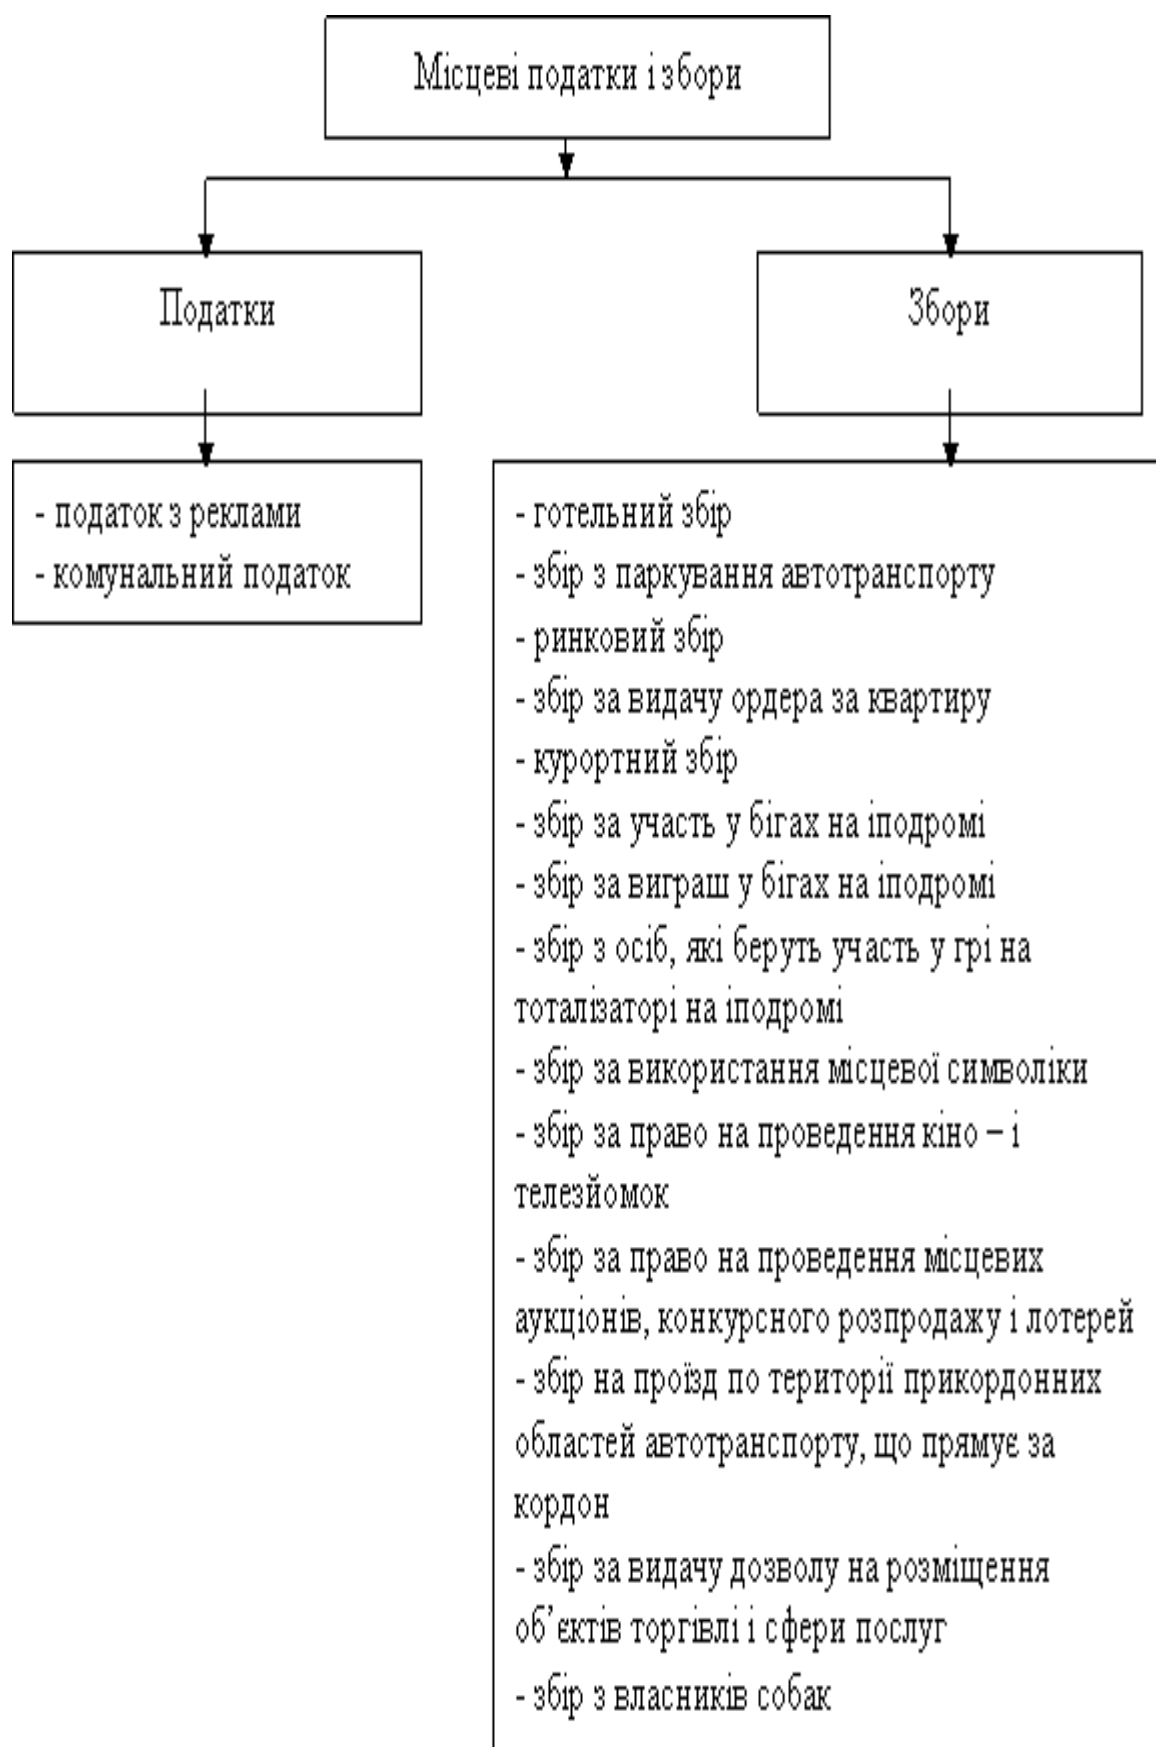 Місцеві податки і збори
Податки
Збори
- податок з реклами
- комунальний податок
- готельний збір
- збір з паркування автотранспорту
- ринковий збір
- збір за видачу ордера за квартиру
- курортний збір
- збір за участь у бігах на іподромі
- збір за виграш у бігах на іподромі
- збір з осіб, які беруть участь у грі на
тоталізаторі на іподромі
- збір за використання місцевої символіки
- збір за право на проведення кіно – і
телезйомок
- збір за право на проведення місцевих
аукціонів, конкурсного розпродажу і лотерей
- збір на проїзд по території прикордонних
областей автотранспорту, що прямує за
кордон
- збір за видачу дозволу на розміщення
об’єктів торгівлі і сфери послуг
- збір з власників собак